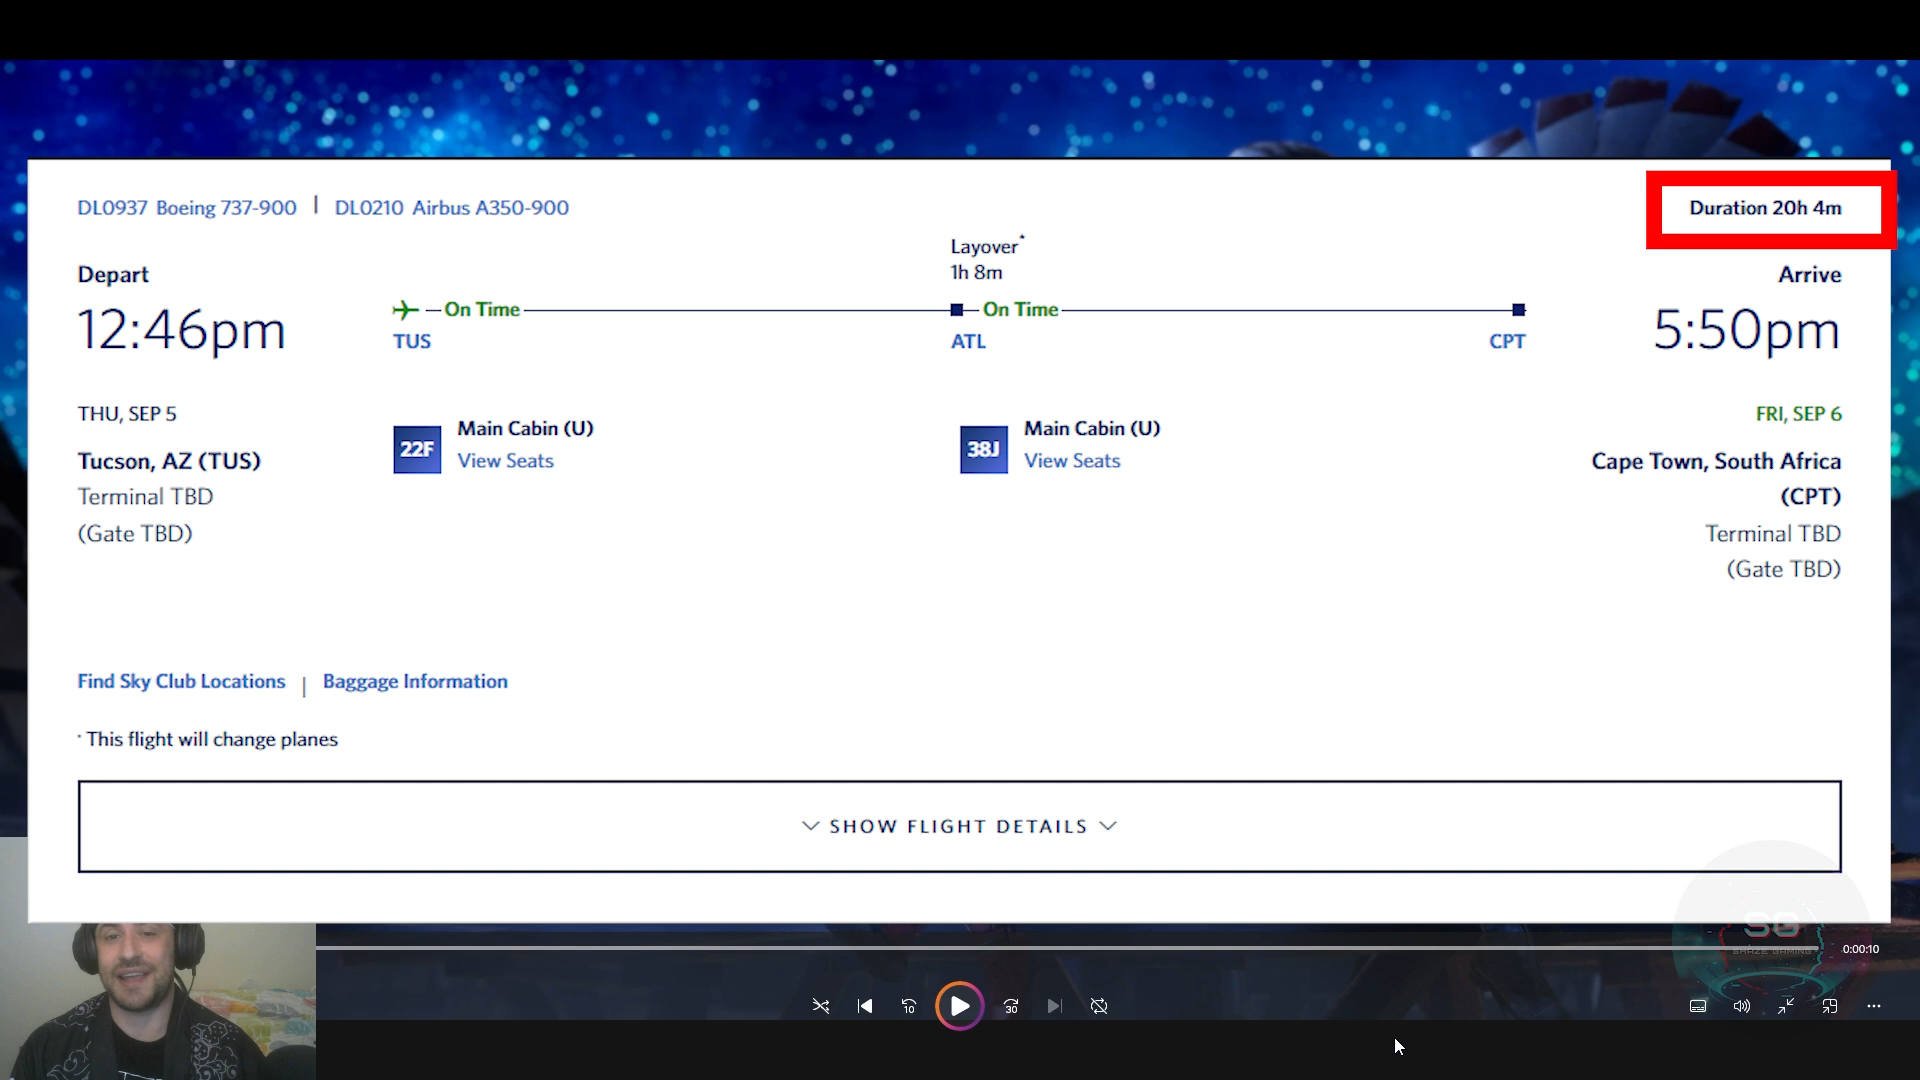 DL0937 Boeing 737-900 | DL0210 Airbus A350-900
Duration 20h 4m
Layover*
1h 8m
Depart
Arrive
12:46pm
On Time
On Time
5:50pm
TUS
ATL
CPT
THU, SEP 5
FRI, SEP 6
22F
Main Cabin (U)
View Seats
38J
Main Cabin (U)
View Seats
Tucson, AZ (TUS)
Terminal TBD
(Gate TBD)
Cape Town, South Africa
(CPT)
Terminal TBD
(Gate TBD)
Find Sky Club Locations | Baggage Information
* This flight will change planes
SHOW FLIGHT DETAILS
SG
0:00:10
10
30